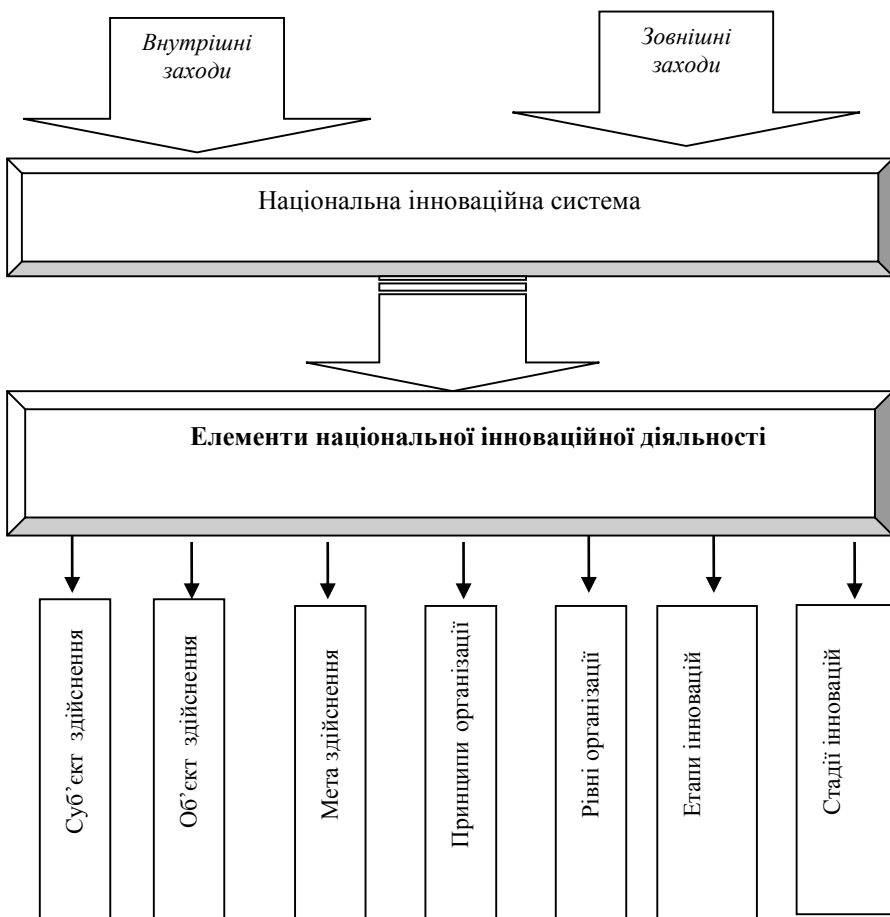 Внутрішні
заходи
Зовнішні
заходи
Національна інноваційна система
Елементи національної інноваційної діяльності
Суб’єкт здійснення
Об’єкт здійснення
Мета здійснення
Принципи організації
Рівні організації
Етапи інновацій
Стадії інновацій